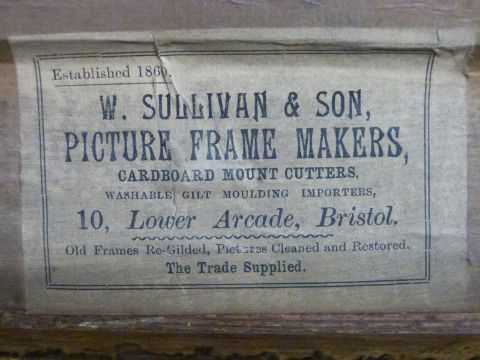 Established 1860.
W. SULLIVAN & SON,
PICTURE FRAME MAKERS,
CARDBOARD MOUNT CUTTERS,
WASHABLE GILT MOULDING IMPORTERS,
10, Lower Arcade, Bristol.
Old Frames Re-Gilded, Pictures Cleaned and Restored.
The Trade Supplied.